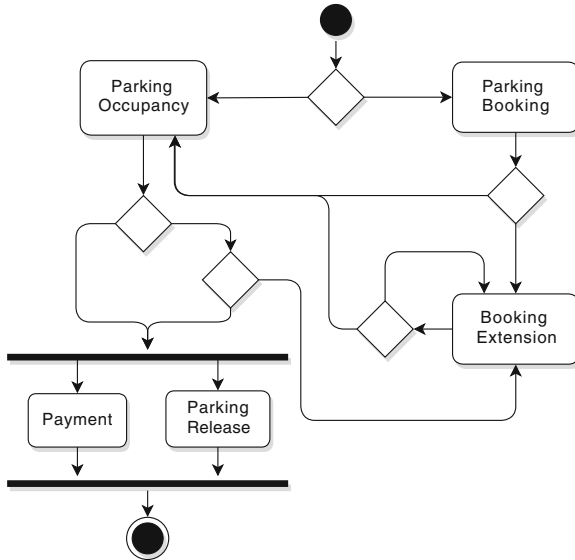 Parking
Occupancy
Parking
Booking
Booking
Extension
Payment
Parking
Release